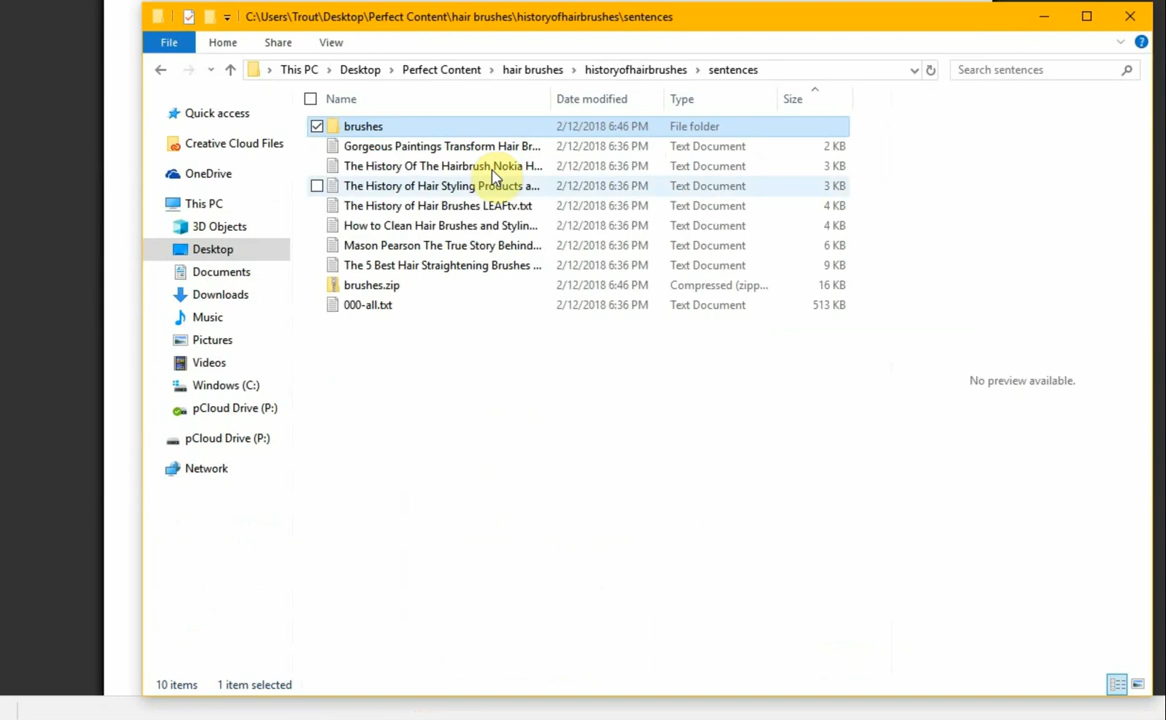 C:\Users\Trout\Desktop\Perfect Content\hair brushes\historyofhairbrushes\sentences
File Home Share View
This PC > Desktop > Perfect Content > hair brushes > historyofhairbrushes > sentences
Search sentences
Name Date modified Type Size
Quick access
Creative Cloud Files
OneDrive
This PC
3D Objects
Desktop
Documents
Downloads
Music
Pictures
Videos
Windows (C:)
pCloud Drive (P:)
pCloud Drive (P:)
Network
brushes 2/12/2018 6:46 PM File folder
Gorgeous Paintings Transform Hair Br... 2/12/2018 6:36 PM Text Document 2 KB
The History Of The Hairbrush Nokia H... 2/12/2018 6:36 PM Text Document 3 KB
The History of Hair Styling Products a... 2/12/2018 6:36 PM Text Document 3 KB
The History of Hair Brushes LEAFtv.txt 2/12/2018 6:36 PM Text Document 4 KB
How to Clean Hair Brushes and Stylin... 2/12/2018 6:36 PM Text Document 4 KB
Mason Pearson The True Story Behind... 2/12/2018 6:36 PM Text Document 6 KB
The 5 Best Hair Straightening Brushes ... 2/12/2018 6:36 PM Text Document 9 KB
brushes.zip 2/12/2018 6:46 PM Compressed (zipp... 16 KB
000-all.txt 2/12/2018 6:36 PM Text Document 513 KB
No preview available.
10 items 1 item selected